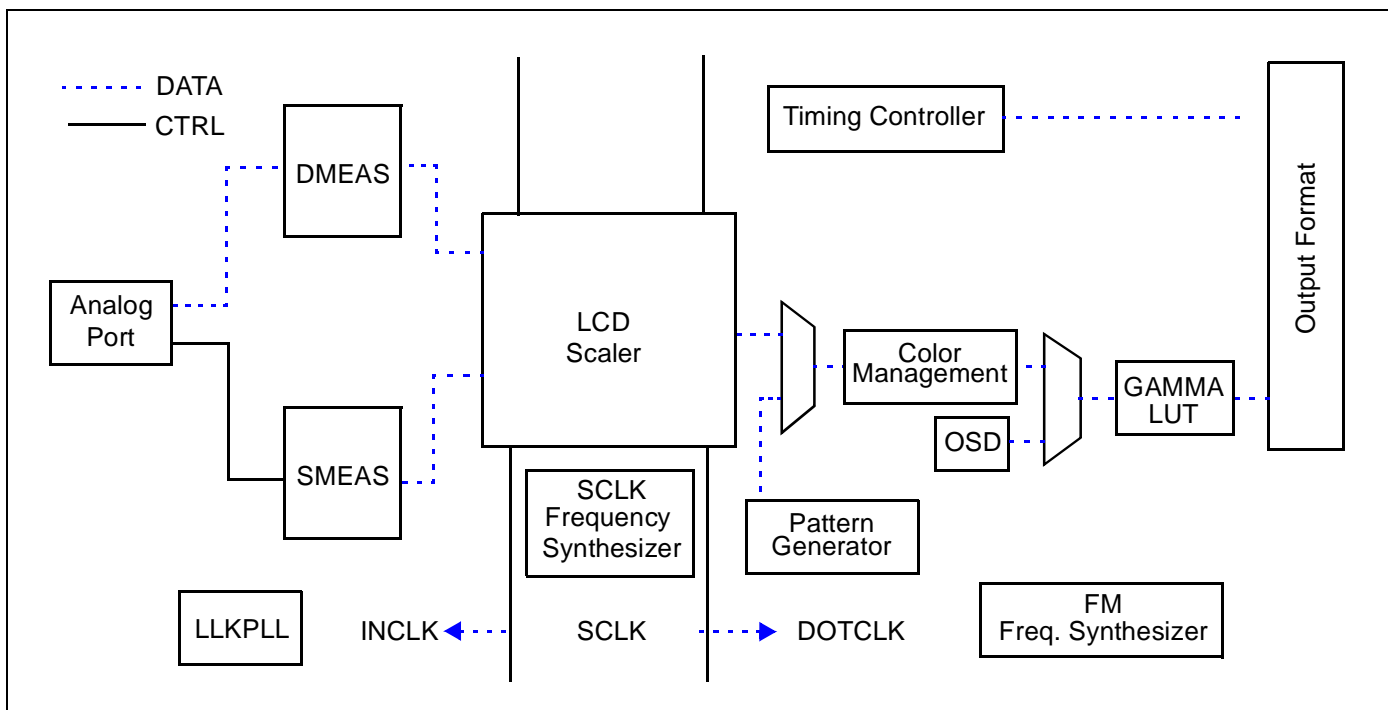 DATA
CTRL
DMEAS
Timing Controller
Output Format
Analog
Port
LCD
Scaler
Color
Management
GAMMA
LUT
OSD
SMEAS
SCLK
Frequency
Synthesizer
Pattern
Generator
LLKPLL
INCLK
SCLK
DOTCLK
FM
Freq. Synthesizer